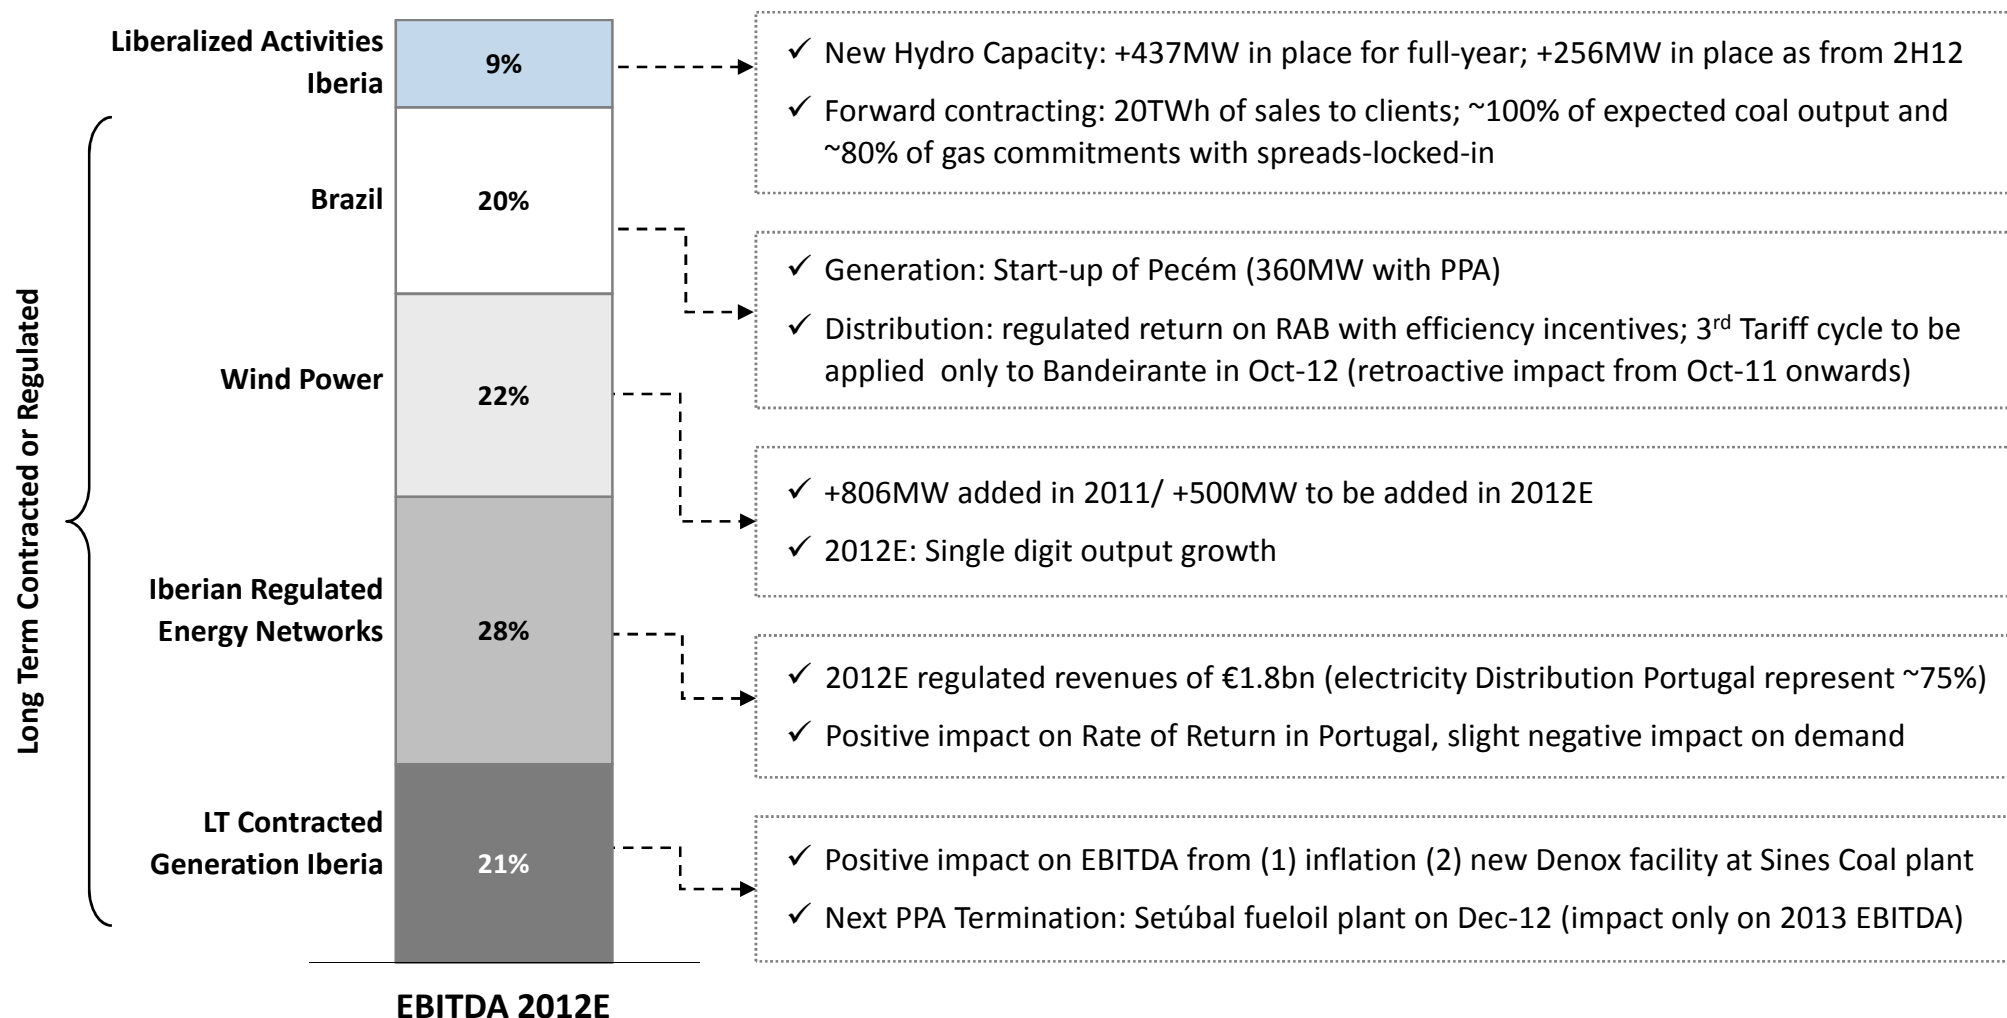 Liberalized Activities
Iberia
9%
✓ New Hydro Capacity: +437MW in place for full-year; +256MW in place as from 2H12
✓ Forward contracting: 20TWh of sales to clients; ~100% of expected coal output and
~80% of gas commitments with spreads-locked-in
Long Term Contracted or Regulated
Brazil
20%
✓ Generation: Start-up of Pecém (360MW with PPA)
✓ Distribution: regulated return on RAB with efficiency incentives; 3rd Tariff cycle to be
applied only to Bandeirante in Oct-12 (retroactive impact from Oct-11 onwards)
Wind Power
22%
✓ +806MW added in 2011/ +500MW to be added in 2012E
✓ 2012E: Single digit output growth
Iberian Regulated
Energy Networks
28%
✓ 2012E regulated revenues of €1.8bn (electricity Distribution Portugal represent ~75%)
✓ Positive impact on Rate of Return in Portugal, slight negative impact on demand
LT Contracted
Generation Iberia
21%
✓ Positive impact on EBITDA from (1) inflation (2) new Denox facility at Sines Coal plant
✓ Next PPA Termination: Setúbal fueloil plant on Dec-12 (impact only on 2013 EBITDA)
EBITDA 2012E